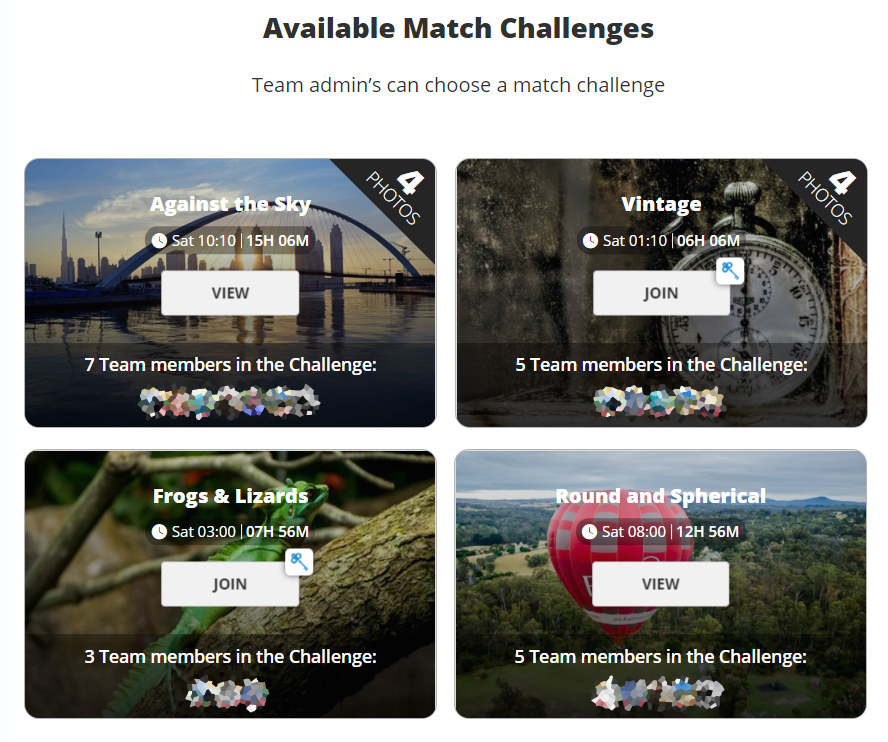 Available Match Challenges
Team admin's can choose a match challenge
4
PHOTOS
Against the Sky
Sat 10:10 | 15H 06M
VIEW
7 Team members in the Challenge:
4
PHOTOS
Vintage
Sat 01:10 | 06H 06M
JOIN
5 Team members in the Challenge:
Frogs & Lizards
Sat 03:00 | 07H 56M
JOIN
3 Team members in the Challenge:
Round and Spherical
Sat 08:00 | 12H 56M
VIEW
5 Team members in the Challenge: